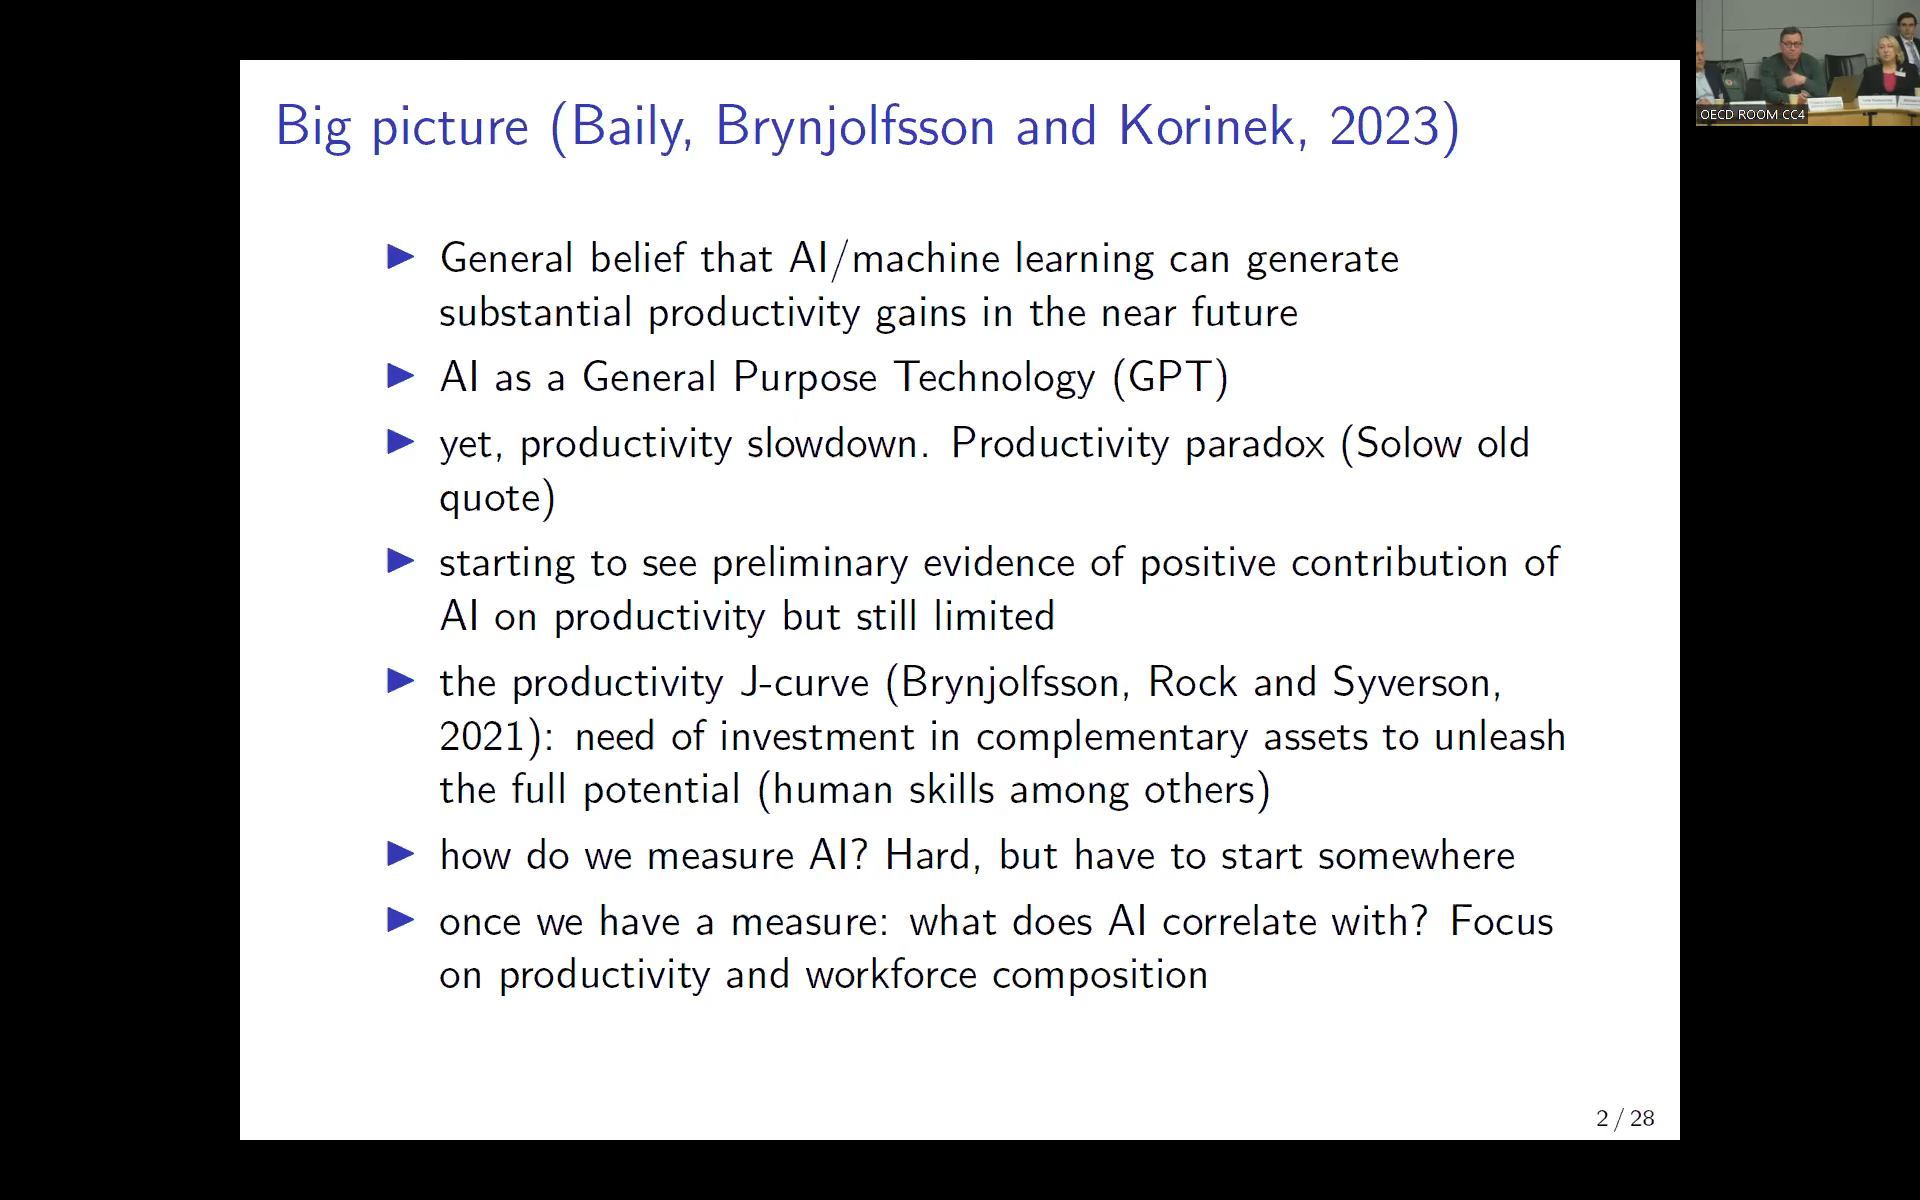 Big picture (Baily, Brynjolfsson and Korinek, 2023)
General belief that AI/machine learning can generate
substantial productivity gains in the near future
AI as a General Purpose Technology (GPT)
yet, productivity slowdown. Productivity paradox (Solow old
quote)
starting to see preliminary evidence of positive contribution of
AI on productivity but still limited
the productivity J-curve (Brynjolfsson, Rock and Syverson,
2021): need of investment in complementary assets to unleash
the full potential (human skills among others)
how do we measure AI? Hard, but have to start somewhere
once we have a measure: what does AI correlate with? Focus
on productivity and workforce composition
2 / 28
OECD ROOM CC4